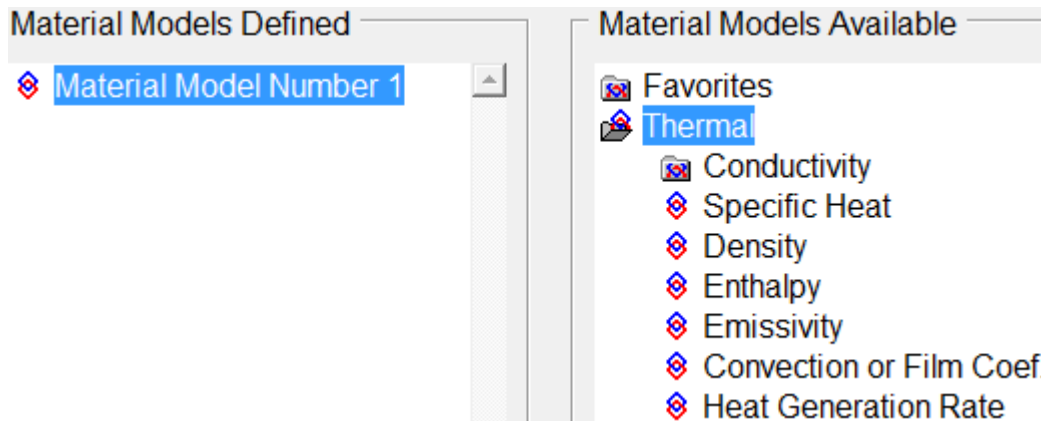 Material Models Defined
Material Model Number 1
Material Models Available
Favorites
Thermal
Conductivity
Specific Heat
Density
Enthalpy
Emissivity
Convection or Film Coef.
Heat Generation Rate